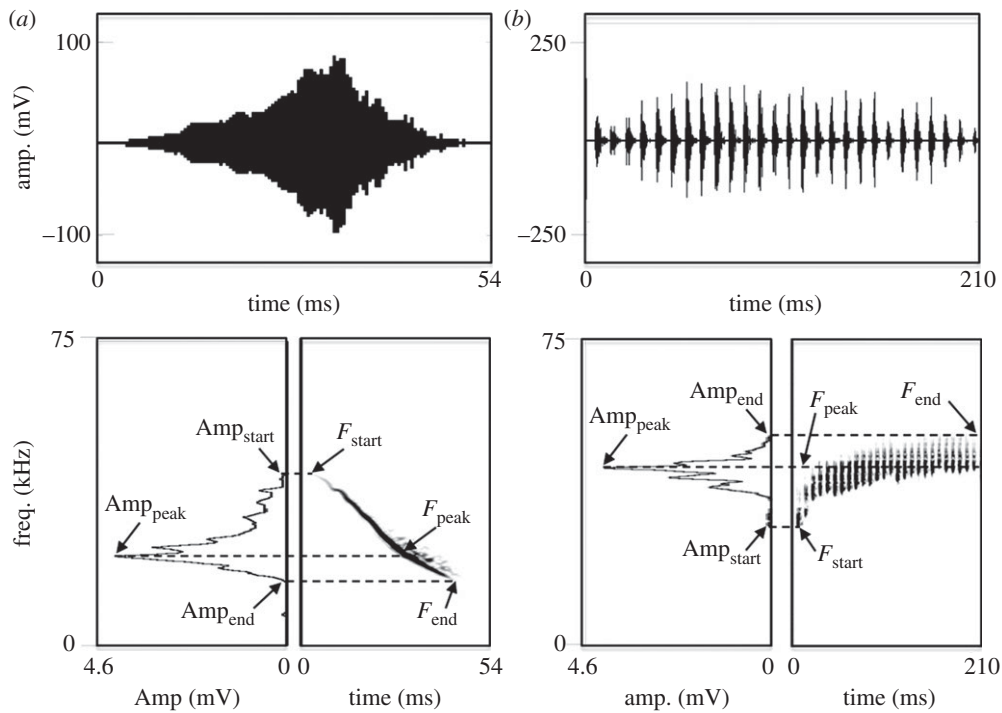 (a)
100
amp. (mV)
–100
0
54
time (ms)
(b)
250
–250
0
210
time (ms)
75
freq. (kHz)
0
Amp_start
F_start
Amp_peak
F_peak
Amp_end
F_end
4.6
0
0
54
Amp (mV)
time (ms)
75
0
Amp_end
F_end
F_peak
Amp_peak
Amp_start
F_start
4.6
0
0
210
amp. (mV)
time (ms)